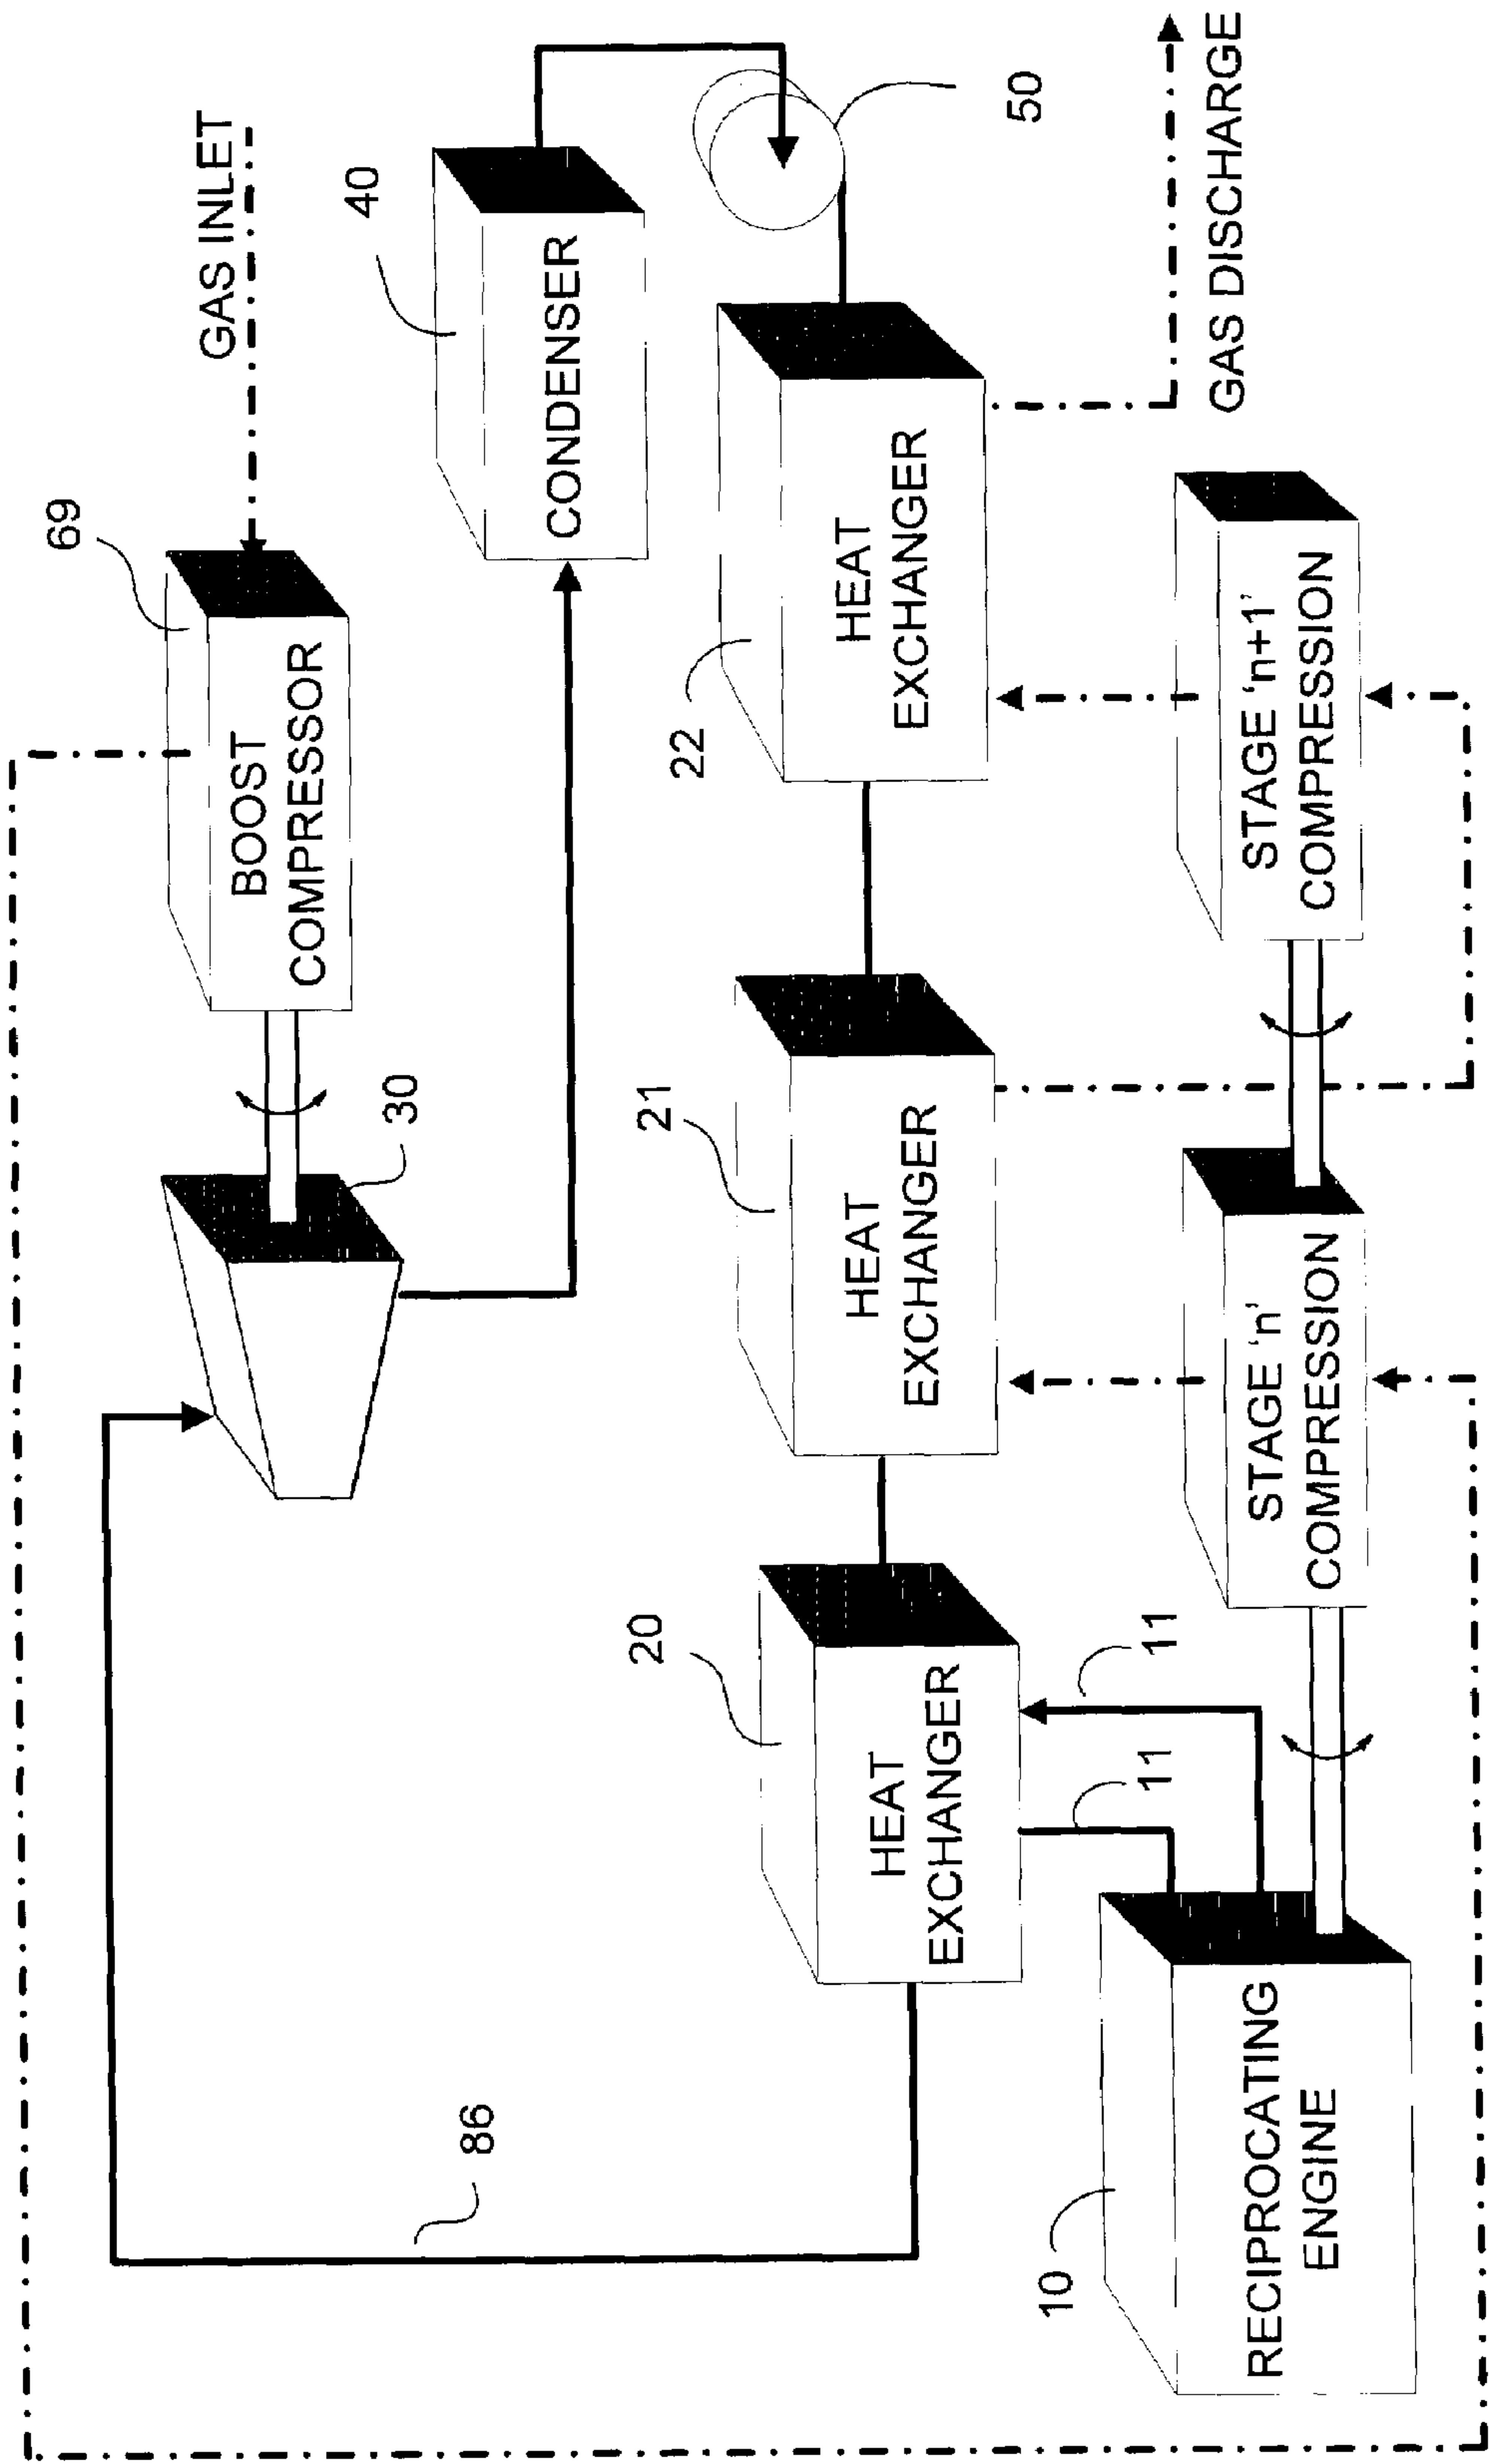 GAS INLET
69
BOOST
COMPRESSOR
30
40
CONDENSER
50
86
20
HEAT
EXCHANGER
21
HEAT
EXCHANGER
22
HEAT
EXCHANGER
11
11
10
RECIPROCATING
ENGINE
STAGE ‘n’
COMPRESSION
STAGE ‘n+1’
COMPRESSION
GAS DISCHARGE